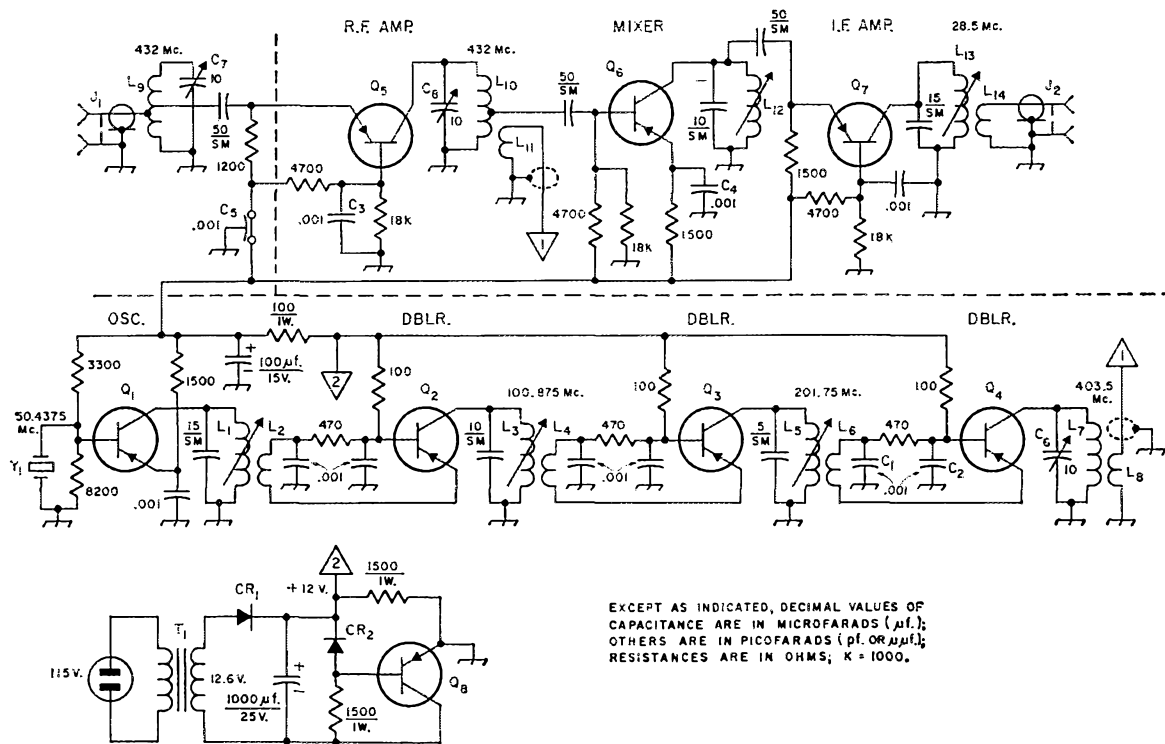 R.F. AMP.
MIXER
I.F. AMP.
432 Mc.
432 Mc.
28.5 Mc.
J1
L9
C7
10
50
SM
1200
C5
.001
4700
C3
.001
18K
Q5
C8
10
L10
L11
1
50
SM
Q6
4700
18K
1500
C4
.001
10
SM
L12
50
SM
1500
4700
Q7
.001
18K
15
SM
L13
L14
J2
OSC.
DBLR.
DBLR.
DBLR.
100
1W.
100 µf.
15V.
2
3300
1500
50.4375
Mc.
Y1
8200
Q1
.001
15
SM
L1
L2
470
.001
100
Q2
10
SM
L3
100.875 Mc.
L4
470
.001
100
Q3
5
SM
L5
201.75 Mc.
L6
470
C1
.001
C2
100
Q4
403.5
Mc.
C6
10
L7
L8
1
115V.
T1
12.6V.
CR1
1000 µf.
25V.
+12 V.
2
CR2
1500
1W.
1500
1W.
Q8
EXCEPT AS INDICATED, DECIMAL VALUES OF
CAPACITANCE ARE IN MICROFARADS (µf.);
OTHERS ARE IN PICOFARADS (pf. OR µµf.);
RESISTANCES ARE IN OHMS; K = 1000.